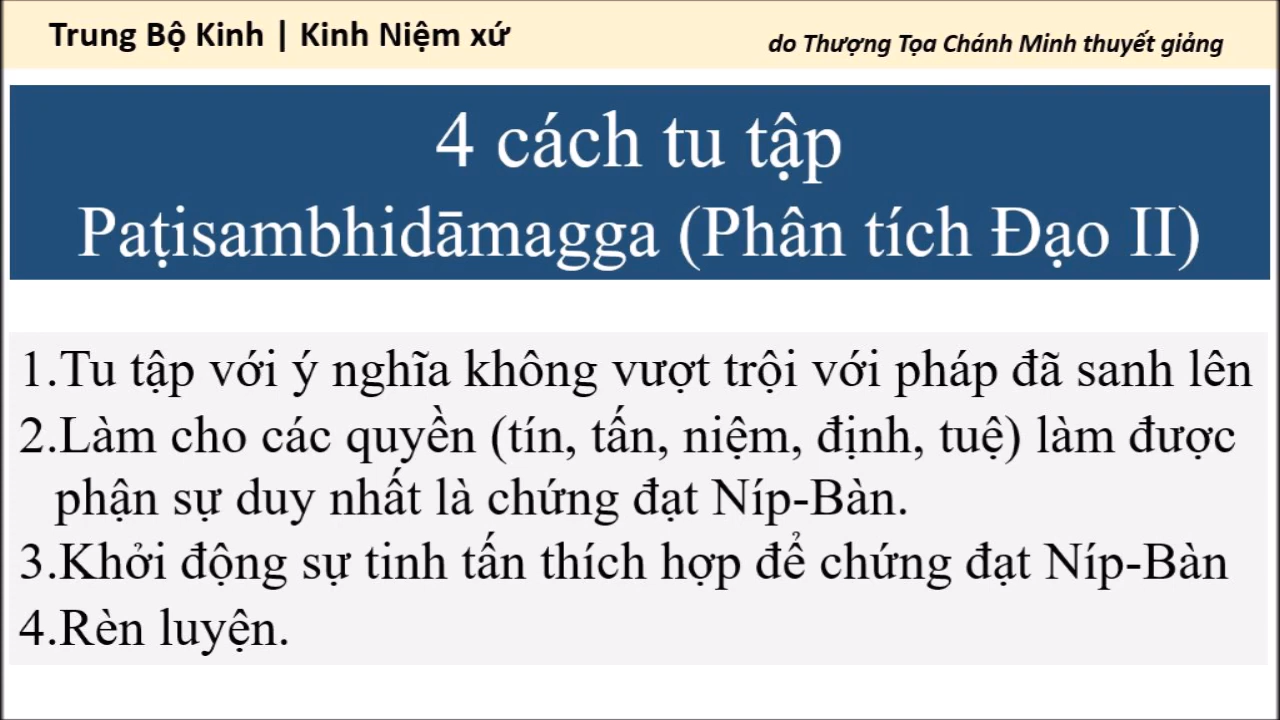 Trung Bộ Kinh | Kinh Niệm xứ
do Thượng Tọa Chánh Minh thuyết giảng
4 cách tu tập
Paṭisambhidāmagga (Phân tích Đạo II)
1.Tu tập với ý nghĩa không vượt trội với pháp đã sanh lên
2.Làm cho các quyền (tín, tấn, niệm, định, tuệ) làm được
phận sự duy nhất là chứng đạt Níp-Bàn.
3.Khởi động sự tinh tấn thích hợp để chứng đạt Níp-Bàn
4.Rèn luyện.